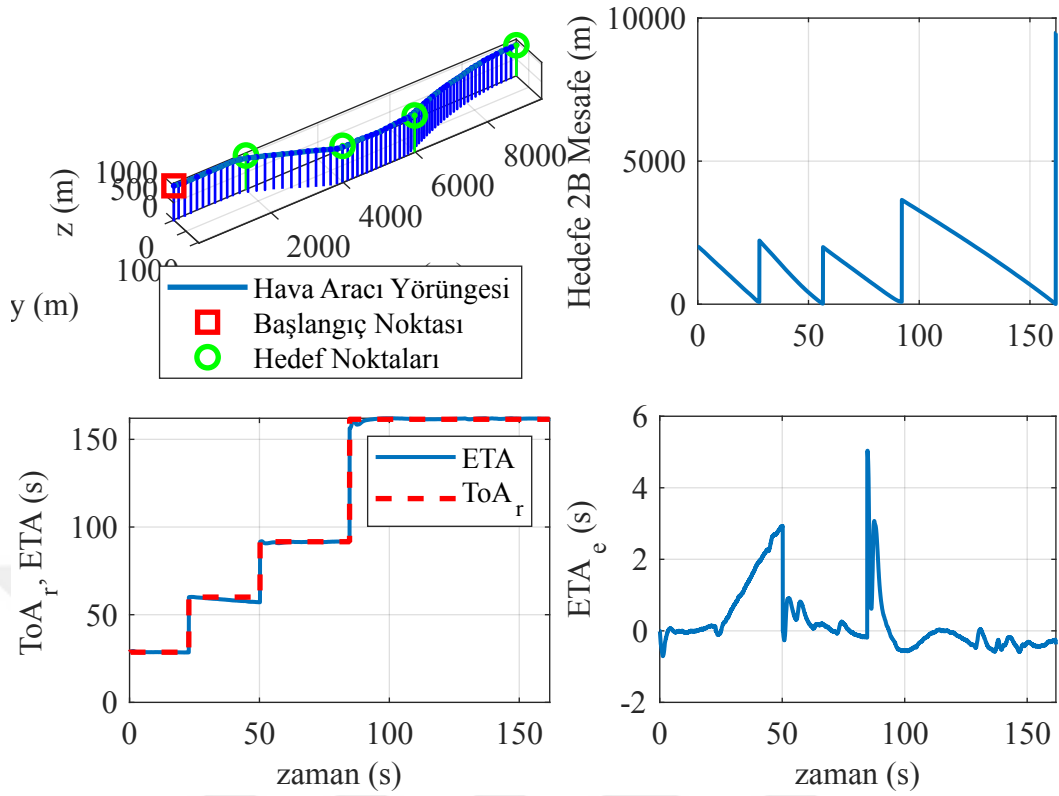 z (m)
1000
500
0
0
1000
y (m)
2000
4000
6000
8000
Hava Aracı Yörüngesi
Başlangıç Noktası
Hedef Noktaları
Hedefe 2B Mesafe (m)
10000
5000
0
0
50
100
150
ToA_r, ETA (s)
150
100
50
0
ETA
ToA_r
0
50
100
150
zaman (s)
ETA_e (s)
6
4
2
0
-2
0
50
100
150
zaman (s)